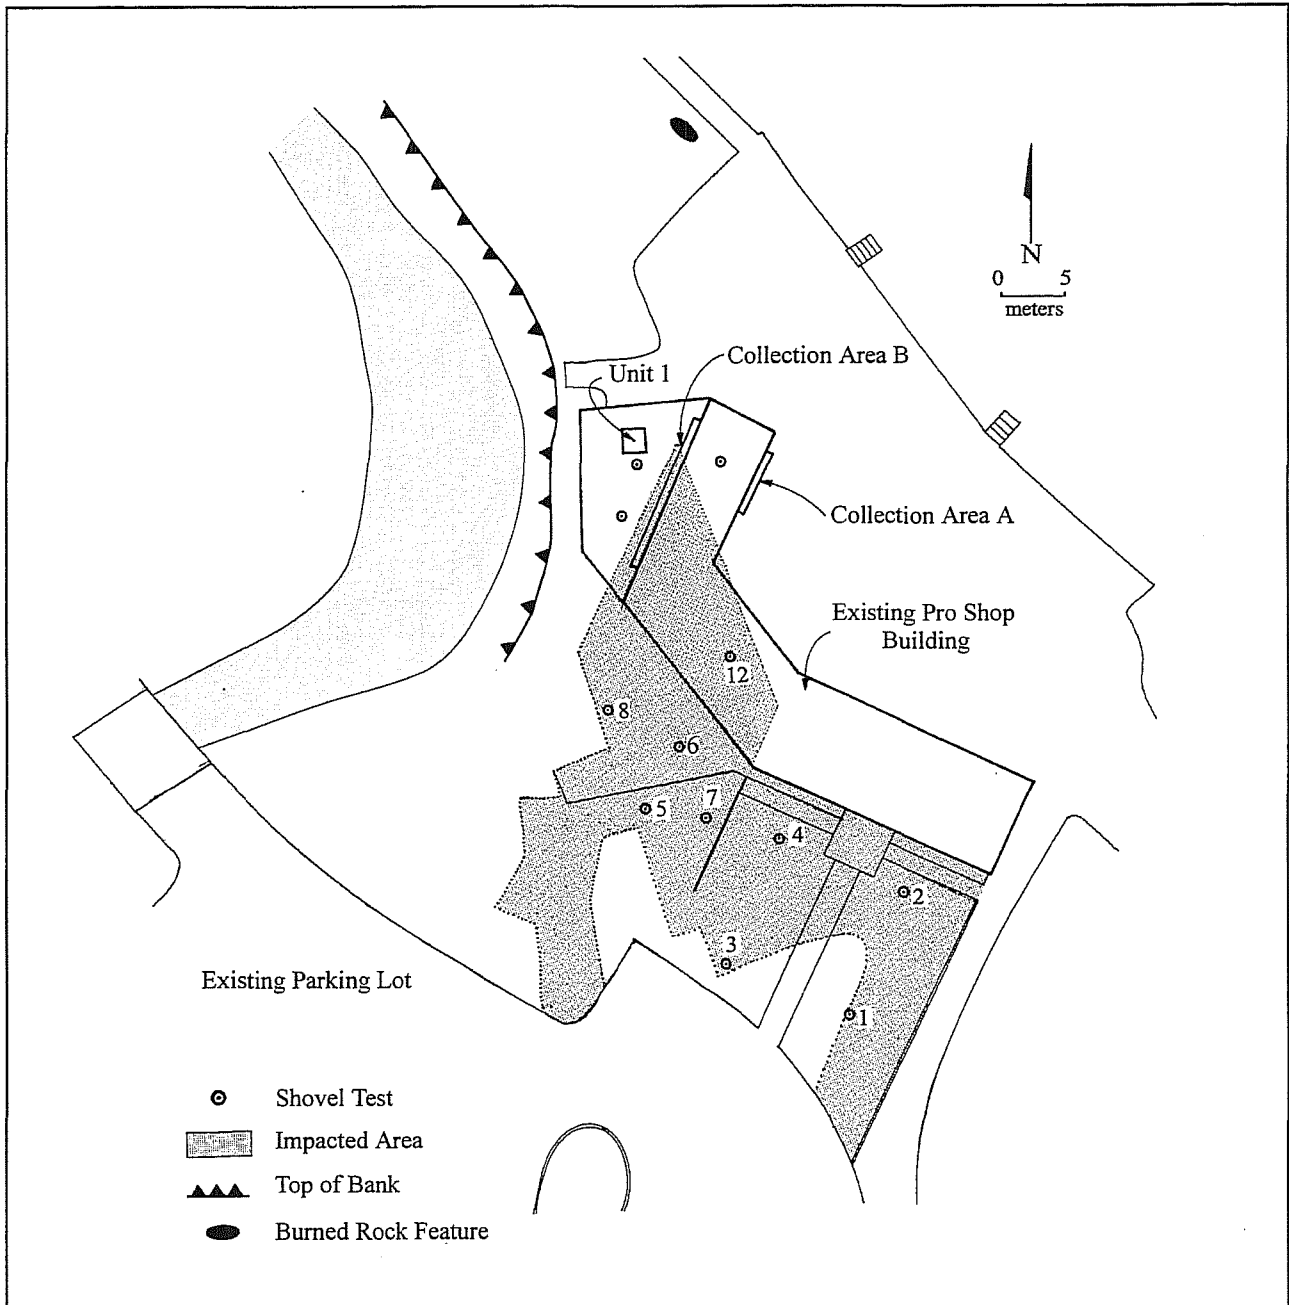 N
0 5
meters
Collection Area B
Unit 1
Collection Area A
Existing Pro Shop
Building
12
8
6
5
7
4
2
3
1
Existing Parking Lot
Shovel Test
Impacted Area
Top of Bank
Burned Rock Feature